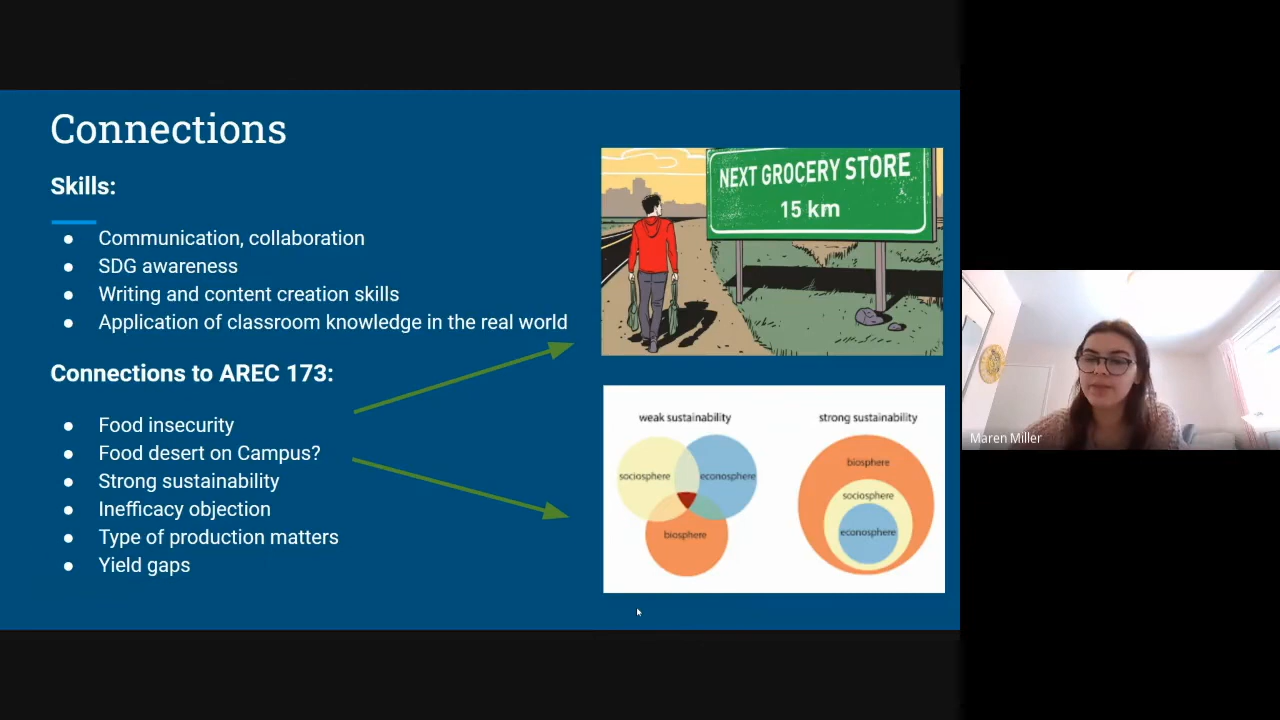 Connections
Skills:
● Communication, collaboration
● SDG awareness
● Writing and content creation skills
● Application of classroom knowledge in the real world
Connections to AREC 173:
● Food insecurity
● Food desert on Campus?
● Strong sustainability
● Inefficacy objection
● Type of production matters
● Yield gaps
NEXT GROCERY STORE
15 km
weak sustainability
sociosphere
econosphere
biosphere
strong sustainability
biosphere
sociosphere
econosphere
Maren Miller